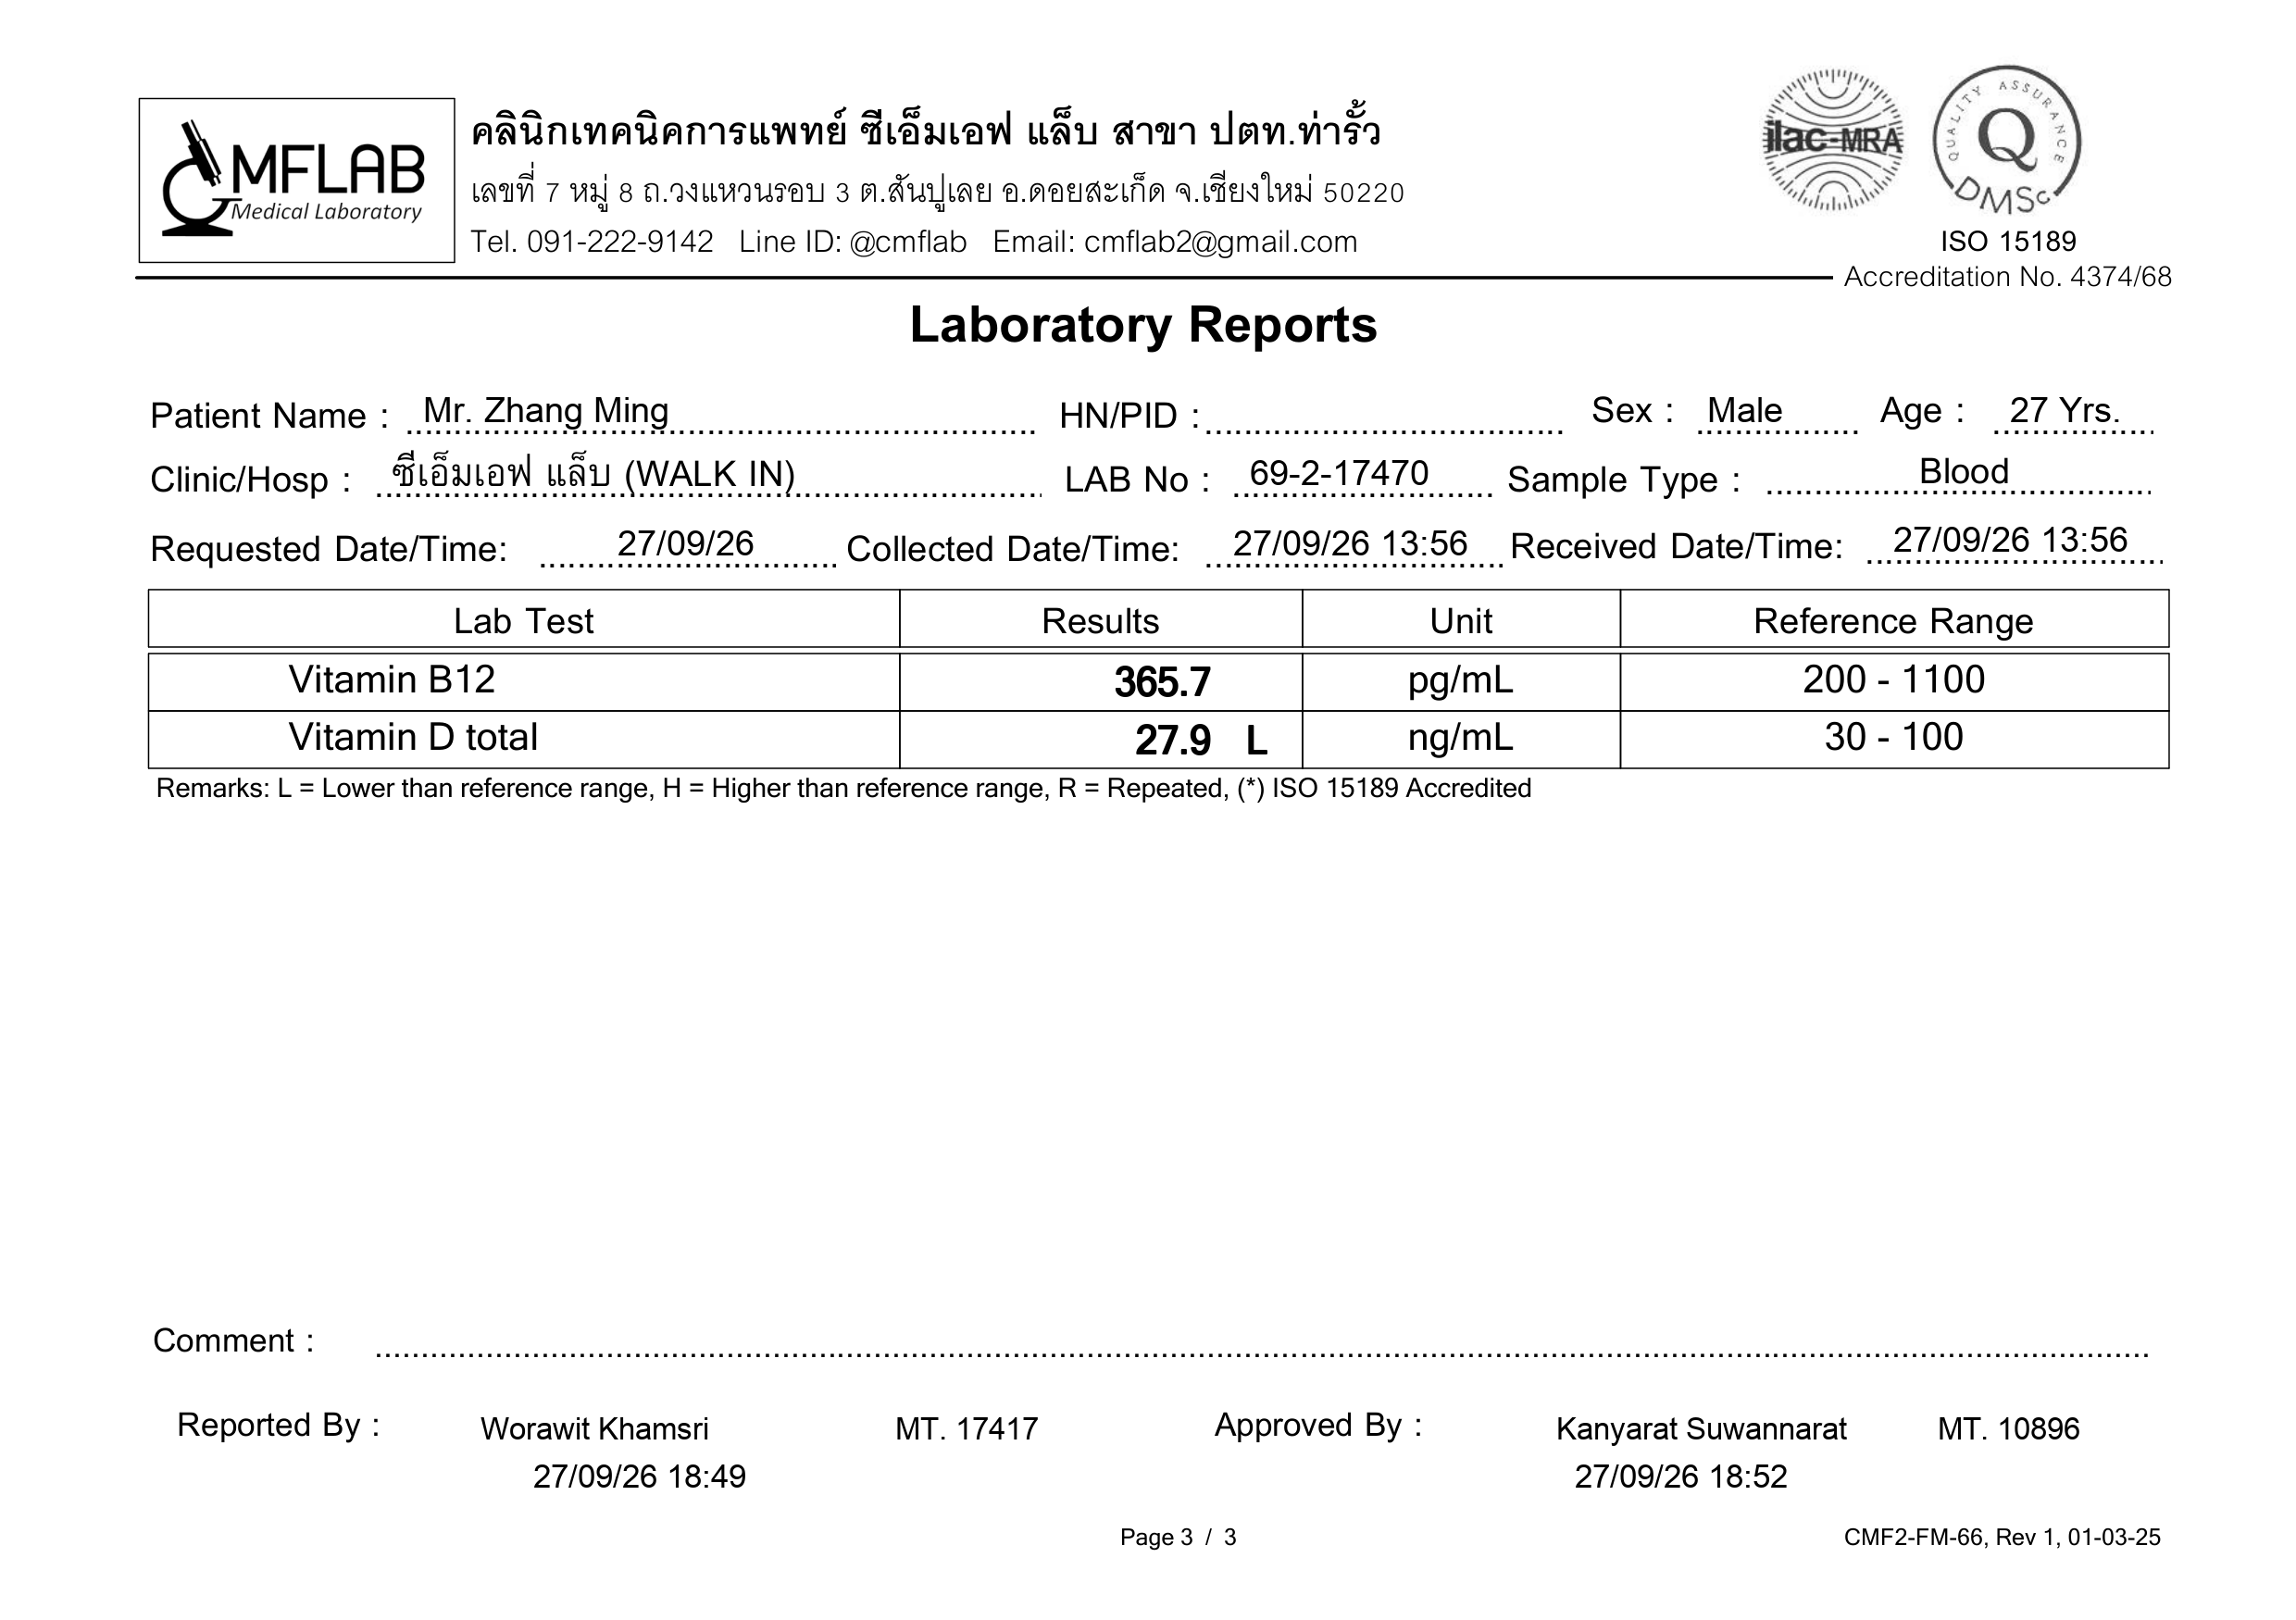 MFLAB
Medical Laboratory
คลินิกเทคนิคการแพทย์ ซีเอ็มเอฟ แล็บ สาขา ปตท.ท่ารั้ว
เลขที่ 7 หมู่ 8 ถ.วงแหวนรอบ 3 ต.สันปูเลย อ.ดอยสะเก็ด จ.เชียงใหม่ 50220
Tel. 091-222-9142 Line ID: @cmflab Email: cmflab2@gmail.com
ilac-MRA
QUALITY ASSURANCE
Q
DMSc
ISO 15189
Accreditation No. 4374/68
Laboratory Reports
Patient Name : Mr. Zhang Ming HN/PID : Sex : Male Age : 27 Yrs.
Clinic/Hosp : ซีเอ็มเอฟ แล็บ (WALK IN) LAB No : 69-2-17470 Sample Type : Blood
Requested Date/Time: 27/09/26 Collected Date/Time: 27/09/26 13:56 Received Date/Time: 27/09/26 13:56
Lab Test Results Unit Reference Range
Vitamin B12 365.7 pg/mL 200 - 1100
Vitamin D total 27.9 L ng/mL 30 - 100
Remarks: L = Lower than reference range, H = Higher than reference range, R = Repeated, (*) ISO 15189 Accredited
Comment :
Reported By : Worawit Khamsri MT. 17417 Approved By : Kanyarat Suwannarat MT. 10896
27/09/26 18:49 27/09/26 18:52
Page 3 / 3 CMF2-FM-66, Rev 1, 01-03-25